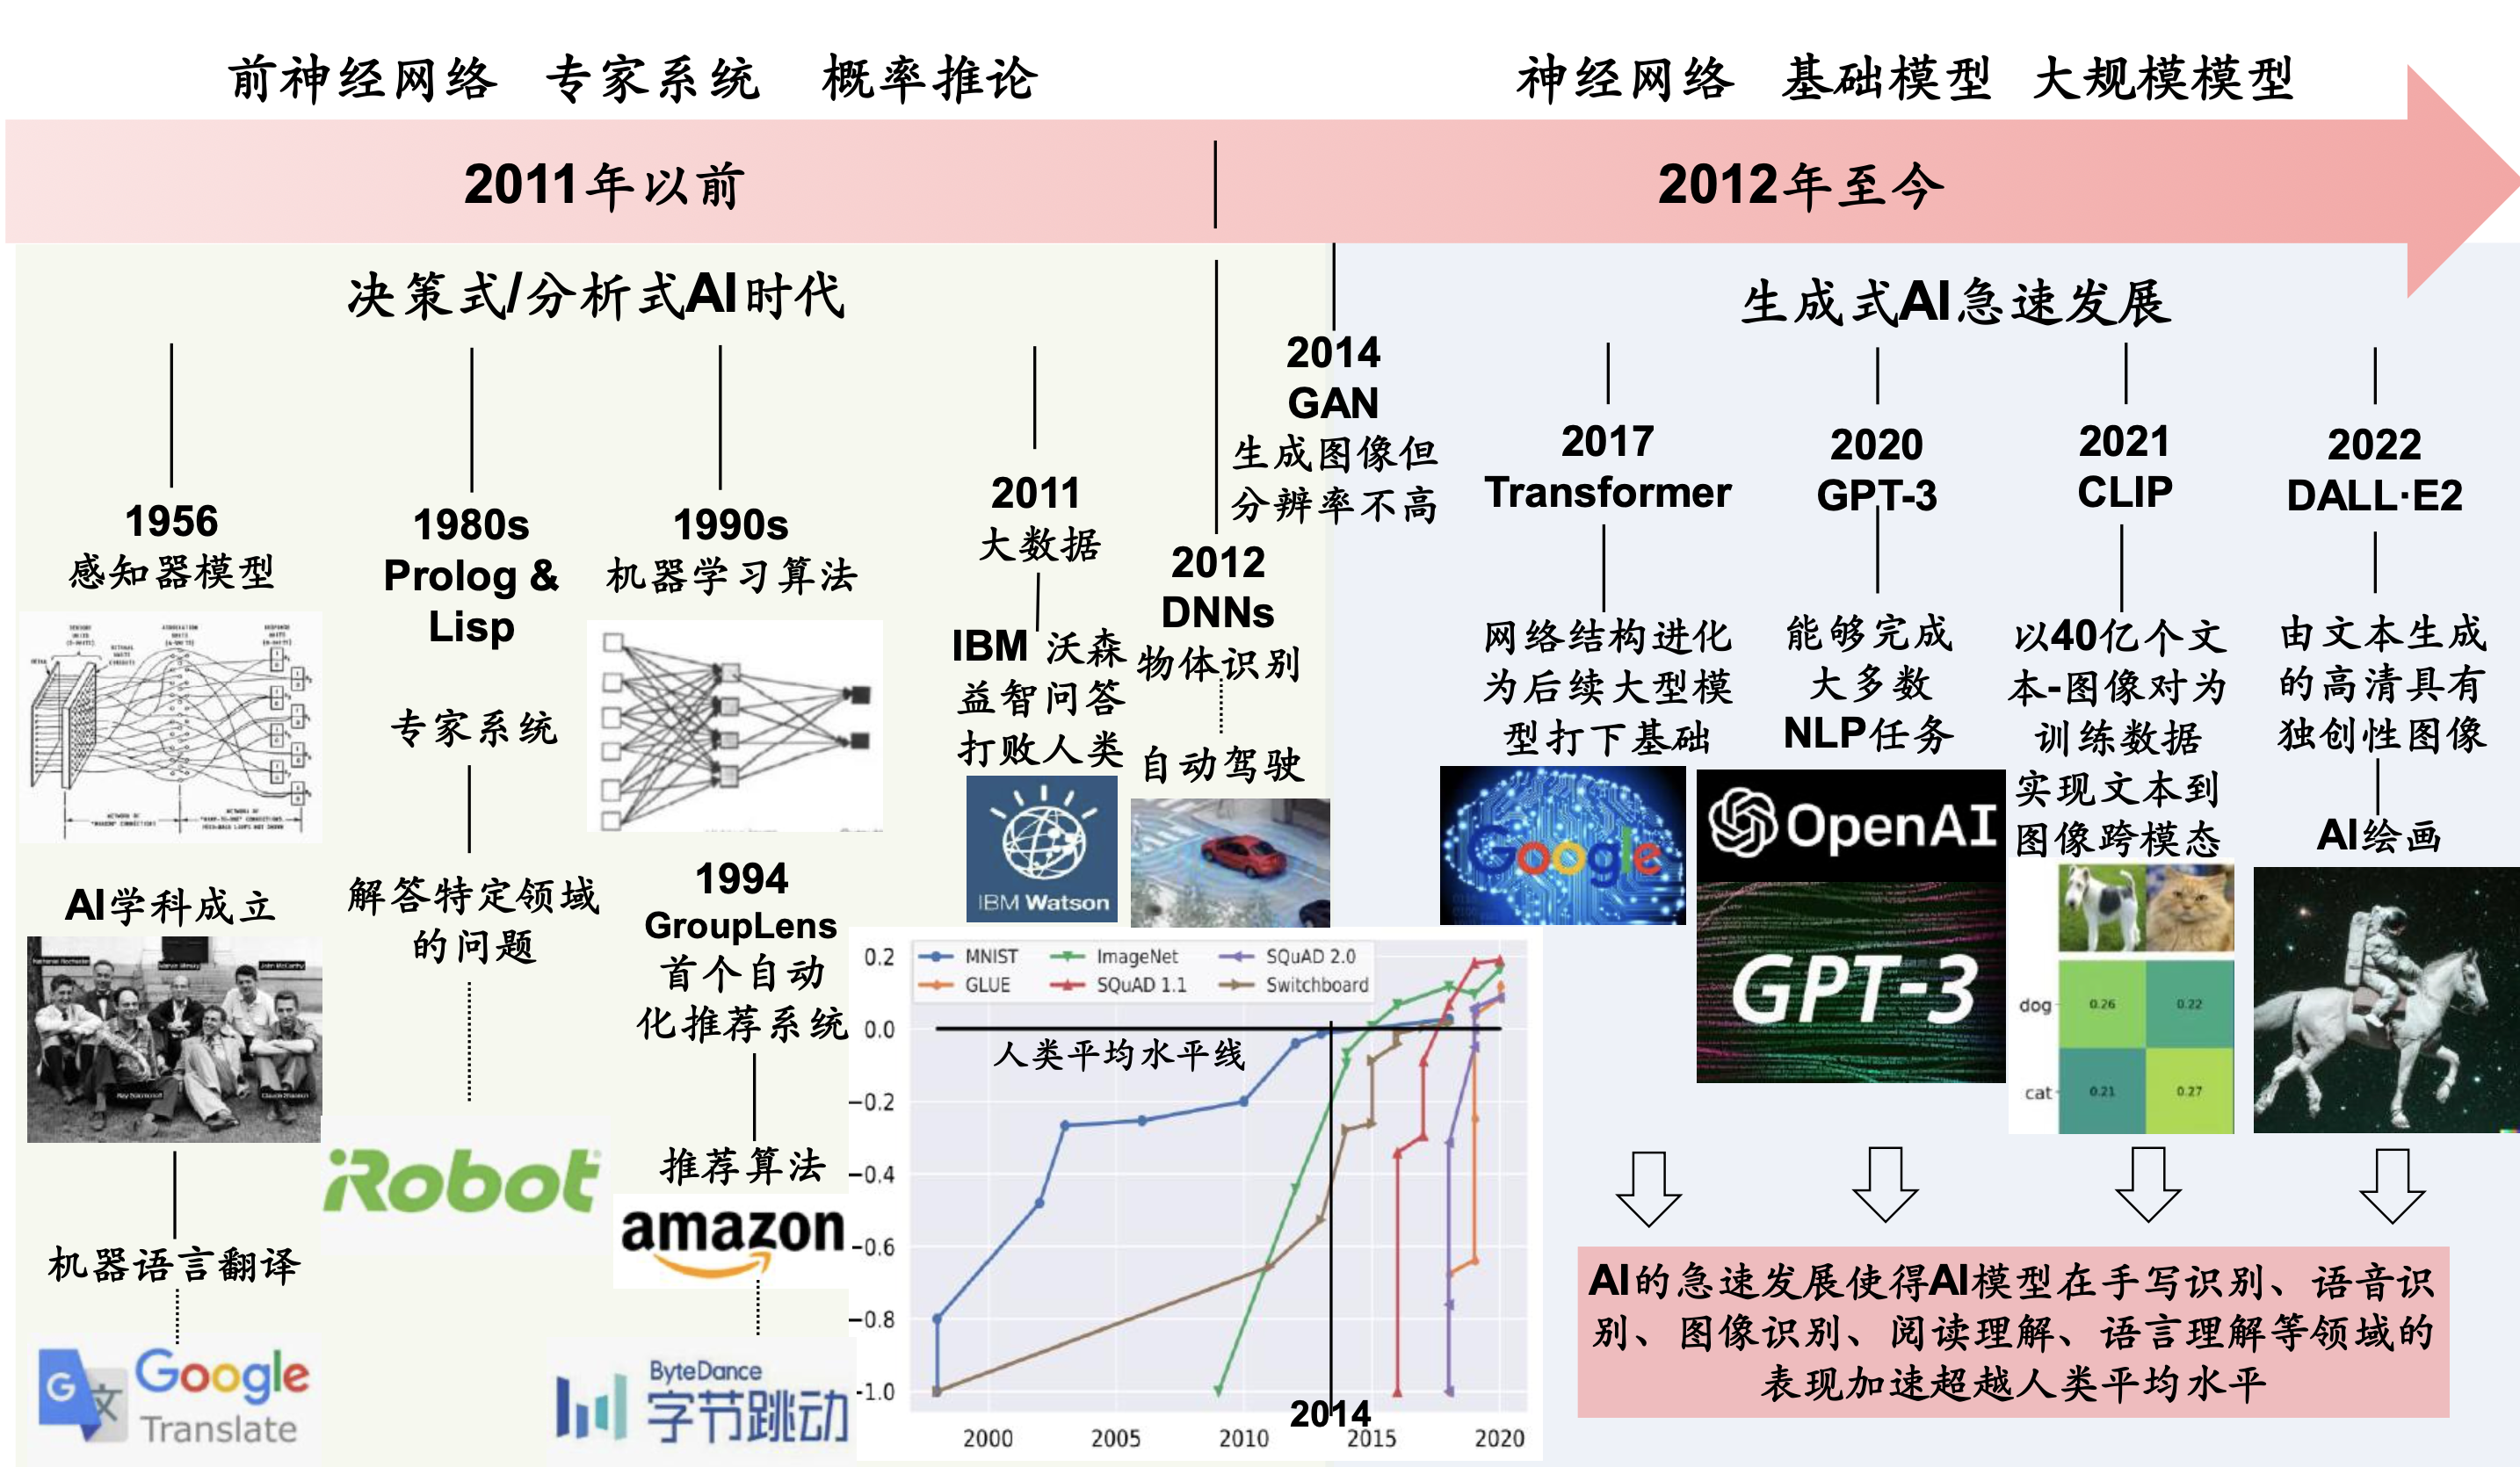 前神经网络 专家系统 概率推论
神经网络 基础模型 大规模模型
2011年以前
2012年至今
决策式/分析式AI时代
生成式AI急速发展
1956
感知器模型
AI学科成立
机器语言翻译
Google
Translate
1980s
Prolog &
Lisp
专家系统
解答特定领域
的问题
iRobot
1990s
机器学习算法
1994
GroupLens
首个自动
化推荐系统
推荐算法
amazon
ByteDance
字节跳动
2011
大数据
IBM 沃森
益智问答
打败人类
IBM Watson
2012
DNNs
物体识别
自动驾驶
2014
GAN
生成图像但
分辨率不高
2017
Transformer
网络结构进化
为后续大型模
型打下基础
Google
2020
GPT-3
能够完成
大多数
NLP任务
OpenAI
GPT-3
2021
CLIP
以40亿个文
本-图像对为
训练数据
实现文本到
图像跨模态
dog 0.26 0.22
cat 0.21 0.27
2022
DALL·E2
由文本生成
的高清具有
独创性图像
AI绘画
MNIST ImageNet SQuAD 2.0
GLUE SQuAD 1.1 Switchboard
0.2
0.0
人类平均水平线
-0.2
-0.4
-0.6
-0.8
-1.0
2014
2000 2005 2010 2015 2020
AI的急速发展使得AI模型在手写识别、语音识
别、图像识别、阅读理解、语言理解等领域的
表现加速超越人类平均水平